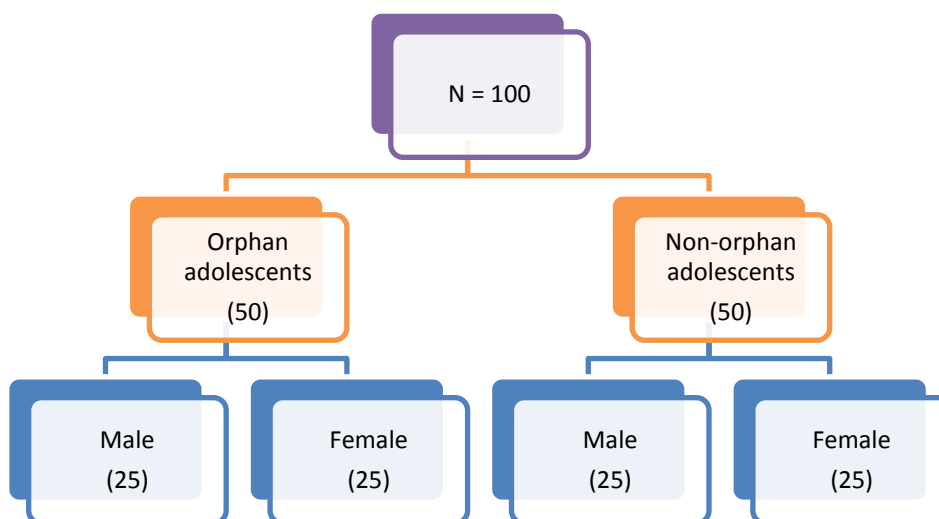 N = 100
Orphan
adolescents
(50)
Non-orphan
adolescents
(50)
Male
(25)
Female
(25)
Male
(25)
Female
(25)